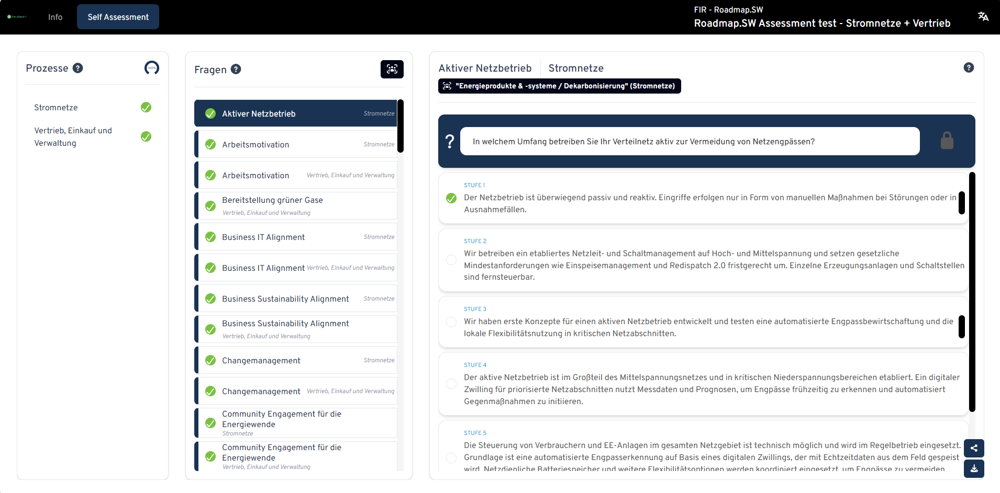 SW.Check
Info
Self Assessment
FIR - Roadmap.SW
Roadmap.SW Assessment test - Stromnetze + Vertrieb
Prozesse ?
100%
Stromnetze
Vertrieb, Einkauf und
Verwaltung
Fragen ?
Aktiver Netzbetrieb Stromnetze
Arbeitsmotivation Stromnetze
Arbeitsmotivation Vertrieb, Einkauf und Verwaltung
Bereitstellung grüner Gase
Vertrieb, Einkauf und Verwaltung
Business IT Alignment Stromnetze
Business IT Alignment Vertrieb, Einkauf und Verwaltung
Business Sustainability Alignment Stromnetze
Business Sustainability Alignment
Vertrieb, Einkauf und Verwaltung
Changemanagement Stromnetze
Changemanagement Vertrieb, Einkauf und Verwaltung
Community Engagement für die
Energiewende
Stromnetze
Community Engagement für die
Energiewende
Vertrieb, Einkauf und Verwaltung
Aktiver Netzbetrieb Stromnetze ?
"Energieprodukte & -systeme / Dekarbonisierung" (Stromnetze)
? In welchem Umfang betreiben Sie Ihr Verteilnetz aktiv zur Vermeidung von Netzengpässen?
STUFE 1
Der Netzbetrieb ist überwiegend passiv und reaktiv. Eingriffe erfolgen nur in Form von manuellen Maßnahmen bei Störungen oder in
Ausnahmefällen.
STUFE 2
Wir betreiben ein etabliertes Netzleit- und Schaltmanagement auf Hoch- und Mittelspannung und setzen gesetzliche
Mindestanforderungen wie Einspeisemanagement und Redispatch 2.0 fristgerecht um. Einzelne Erzeugungsanlagen und Schaltstellen
sind fernsteuerbar.
STUFE 3
Wir haben erste Konzepte für einen aktiven Netzbetrieb entwickelt und testen eine automatisierte Engpassbewirtschaftung und die
lokale Flexibilitätsnutzung in kritischen Netzabschnitten.
STUFE 4
Der aktive Netzbetrieb ist im Großteil des Mittelspannungsnetzes und in kritischen Niederspannungsbereichen etabliert. Ein digitaler
Zwilling für priorisierte Netzabschnitten nutzt Messdaten und Prognosen, um Engpässe frühzeitig zu erkennen und automatisiert
Gegenmaßnahmen zu initiieren.
STUFE 5
Die Steuerung von Verbrauchern und EE-Anlagen im gesamten Netzgebiet ist technisch möglich und wird im Regelbetrieb eingesetzt.
Grundlage ist eine automatisierte Engpasserkennung auf Basis eines digitalen Zwillings, der mit Echtzeitdaten aus dem Feld gespeist
wird. Netzdienliche Batteriespeicher und weitere Flexibilitätsoptionen werden koordiniert eingesetzt, um Engpässe zu vermeiden.